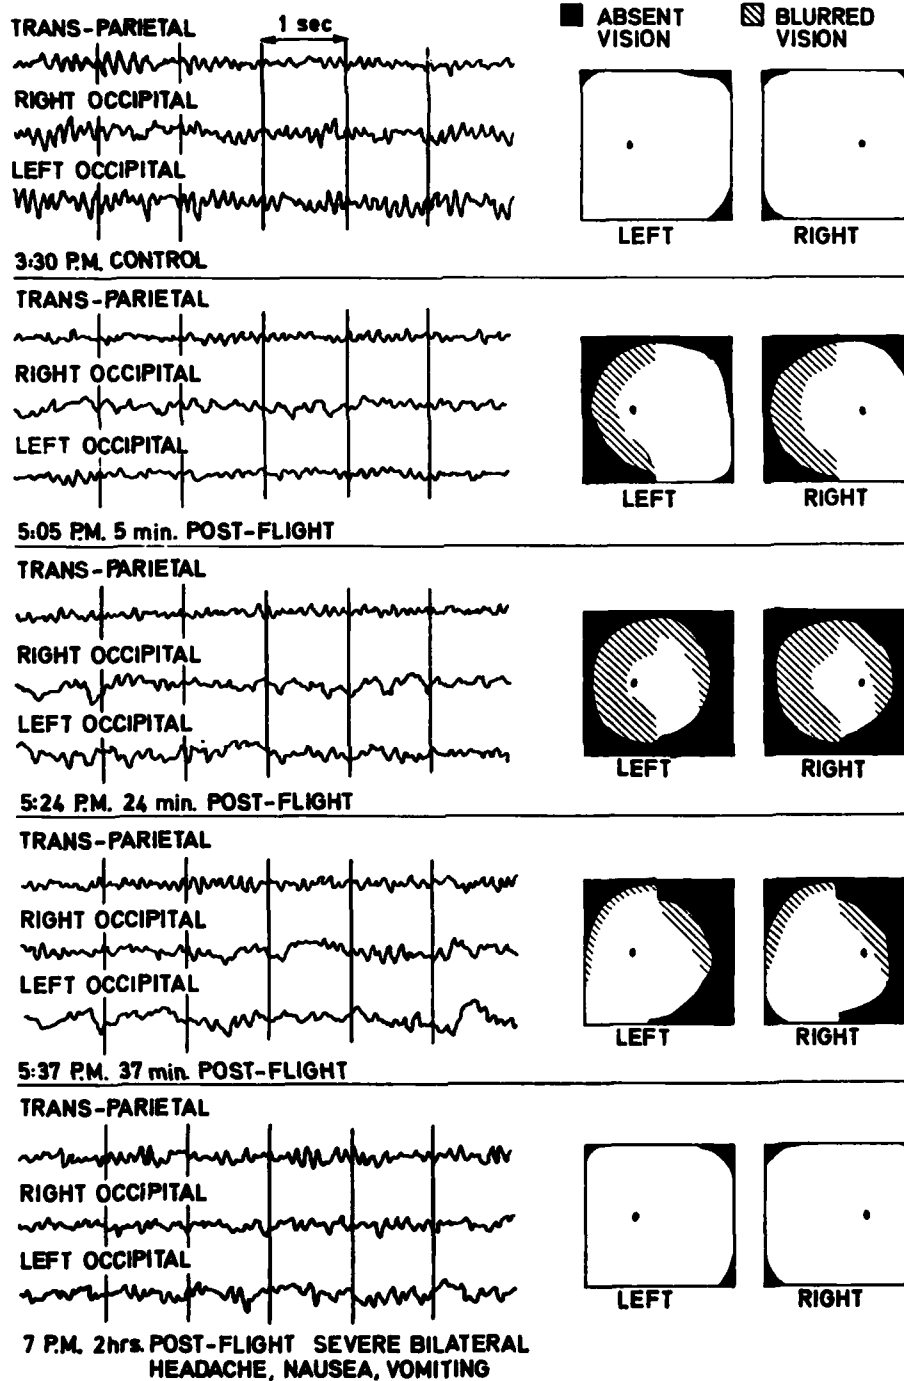 TRANS-PARIETAL
1 sec
ABSENT VISION
BLURRED VISION
RIGHT OCCIPITAL
LEFT OCCIPITAL
LEFT
RIGHT
3:30 P.M. CONTROL
TRANS-PARIETAL
RIGHT OCCIPITAL
LEFT OCCIPITAL
LEFT
RIGHT
5:05 P.M. 5 min. POST-FLIGHT
TRANS-PARIETAL
RIGHT OCCIPITAL
LEFT OCCIPITAL
LEFT
RIGHT
5:24 P.M. 24 min. POST-FLIGHT
TRANS-PARIETAL
RIGHT OCCIPITAL
LEFT OCCIPITAL
LEFT
RIGHT
5:37 P.M. 37 min. POST-FLIGHT
TRANS-PARIETAL
RIGHT OCCIPITAL
LEFT OCCIPITAL
LEFT
RIGHT
7 P.M. 2hrs. POST-FLIGHT SEVERE BILATERAL
HEADACHE, NAUSEA, VOMITING